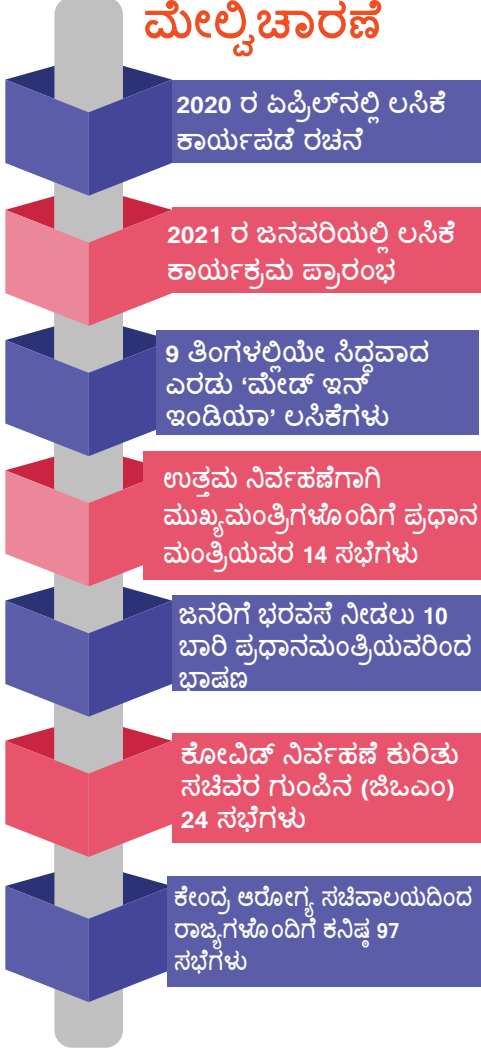 ಮೇಲ್ವಿಚಾರಣೆ
2020 ರ ಏಪ್ರಿಲ್‌ನಲ್ಲಿ ಲಸಿಕೆ
ಕಾರ್ಯಪಡೆ ರಚನೆ
2021 ರ ಜನವರಿಯಲ್ಲಿ ಲಸಿಕೆ
ಕಾರ್ಯಕ್ರಮ ಪ್ರಾರಂಭ
9 ತಿಂಗಳಲ್ಲಿಯೇ ಸಿದ್ಧವಾದ
ಎರಡು ‘ಮೇಡ್ ಇನ್
ಇಂಡಿಯಾ’ ಲಸಿಕೆಗಳು
ಉತ್ತಮ ನಿರ್ವಹಣೆಗಾಗಿ
ಮುಖ್ಯಮಂತ್ರಿಗಳೊಂದಿಗೆ ಪ್ರಧಾನ
ಮಂತ್ರಿಯವರ 14 ಸಭೆಗಳು
ಜನರಿಗೆ ಭರವಸೆ ನೀಡಲು 10
ಬಾರಿ ಪ್ರಧಾನಮಂತ್ರಿಯವರಿಂದ
ಭಾಷಣ
ಕೋವಿಡ್ ನಿರ್ವಹಣೆ ಕುರಿತು
ಸಚಿವರ ಗುಂಪಿನ (ಜಿಒಎಂ)
24 ಸಭೆಗಳು
ಕೇಂದ್ರ ಆರೋಗ್ಯ ಸಚಿವಾಲಯದಿಂದ
ರಾಜ್ಯಗಳೊಂದಿಗೆ ಕನಿಷ್ಠ 97
ಸಭೆಗಳು